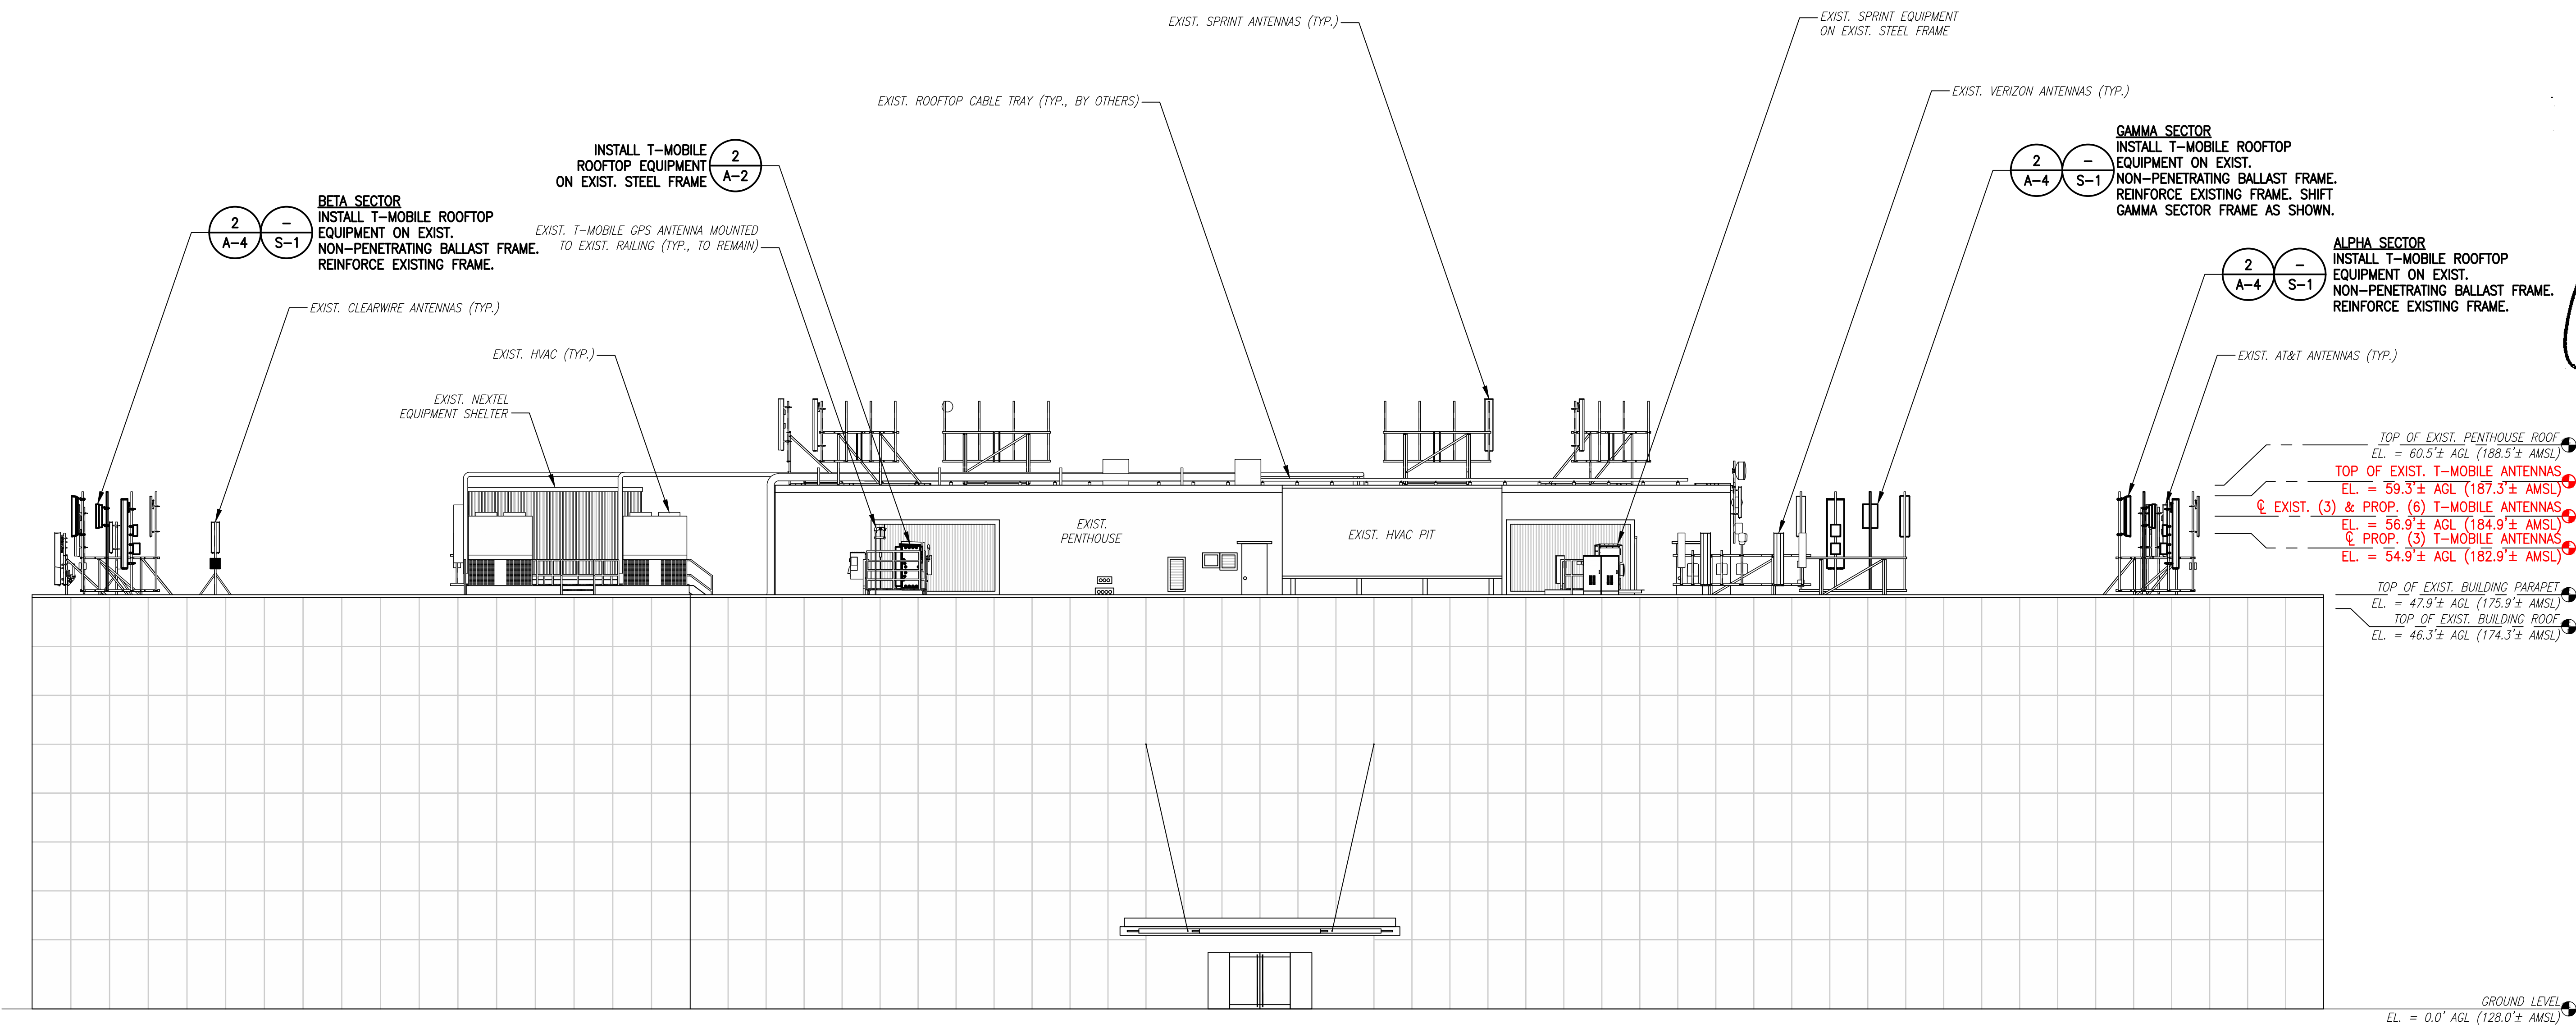 EXIST. SPRINT ANTENNAS (TYP.)
EXIST. SPRINT EQUIPMENT
ON EXIST. STEEL FRAME
EXIST. ROOFTOP CABLE TRAY (TYP., BY OTHERS)
EXIST. VERIZON ANTENNAS (TYP.)
INSTALL T-MOBILE
ROOFTOP EQUIPMENT
ON EXIST. STEEL FRAME
2
A-2
GAMMA SECTOR
INSTALL T-MOBILE ROOFTOP
EQUIPMENT ON EXIST.
NON-PENETRATING BALLAST FRAME.
REINFORCE EXISTING FRAME. SHIFT
GAMMA SECTOR FRAME AS SHOWN.
2
A-4
-
S-1
BETA SECTOR
INSTALL T-MOBILE ROOFTOP
EQUIPMENT ON EXIST.
NON-PENETRATING BALLAST FRAME.
REINFORCE EXISTING FRAME.
2
A-4
-
S-1
EXIST. T-MOBILE GPS ANTENNA MOUNTED
TO EXIST. RAILING (TYP., TO REMAIN)
ALPHA SECTOR
INSTALL T-MOBILE ROOFTOP
EQUIPMENT ON EXIST.
NON-PENETRATING BALLAST FRAME.
REINFORCE EXISTING FRAME.
2
A-4
-
S-1
EXIST. CLEARWIRE ANTENNAS (TYP.)
EXIST. HVAC (TYP.)
EXIST. AT&T ANTENNAS (TYP.)
EXIST. NEXTEL
EQUIPMENT SHELTER
TOP OF EXIST. PENTHOUSE ROOF
EL. = 60.5'± AGL (188.5'± AMSL)
TOP OF EXIST. T-MOBILE ANTENNAS
EL. = 59.3'± AGL (187.3'± AMSL)
℄ EXIST. (3) & PROP. (6) T-MOBILE ANTENNAS
EL. = 56.9'± AGL (184.9'± AMSL)
℄ PROP. (3) T-MOBILE ANTENNAS
EL. = 54.9'± AGL (182.9'± AMSL)
EXIST.
PENTHOUSE
EXIST. HVAC PIT
TOP OF EXIST. BUILDING PARAPET
EL. = 47.9'± AGL (175.9'± AMSL)
TOP OF EXIST. BUILDING ROOF
EL. = 46.3'± AGL (174.3'± AMSL)
GROUND LEVEL
EL. = 0.0' AGL (128.0'± AMSL)